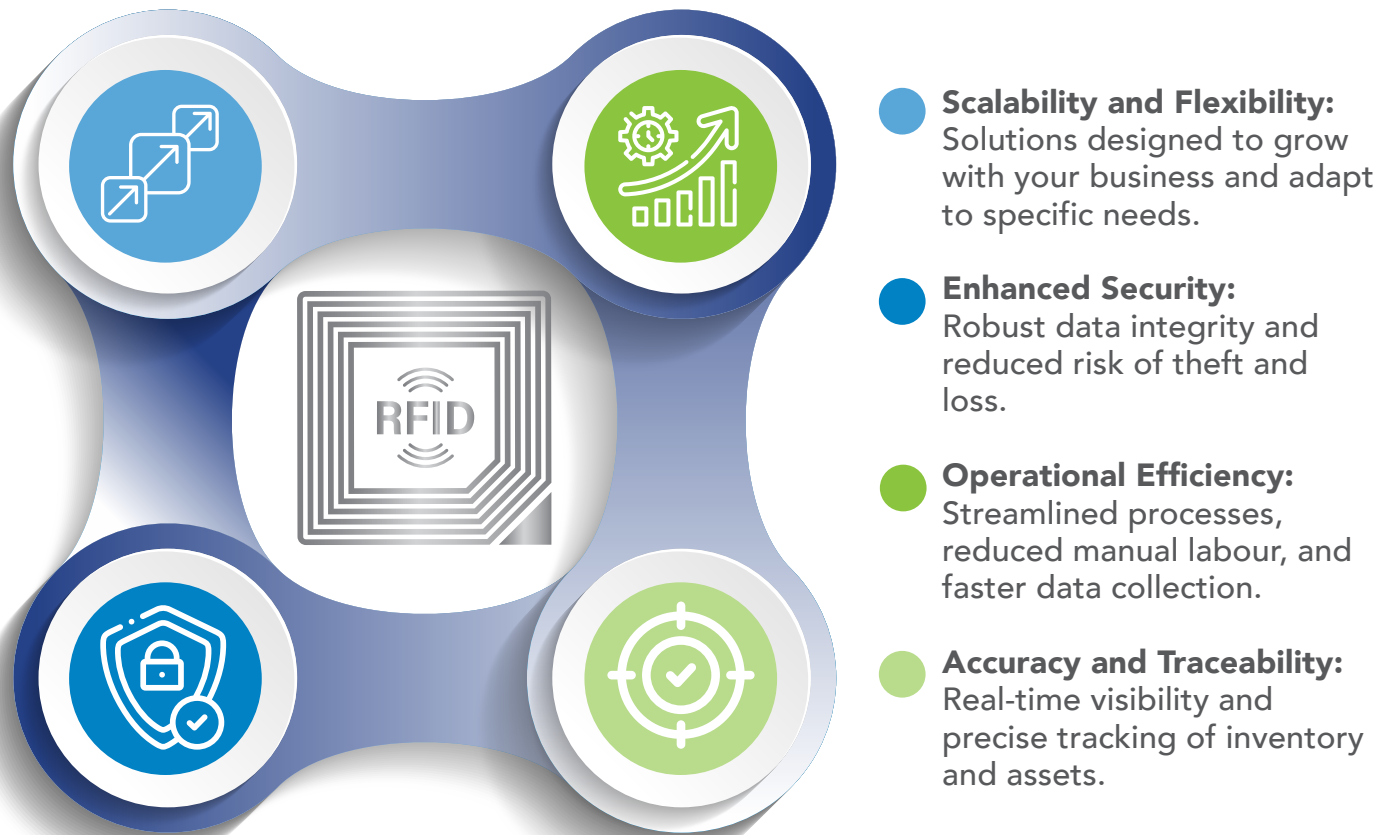 RFID
Scalability and Flexibility:
Solutions designed to grow
with your business and adapt
to specific needs.
Enhanced Security:
Robust data integrity and
reduced risk of theft and
loss.
Operational Efficiency:
Streamlined processes,
reduced manual labour, and
faster data collection.
Accuracy and Traceability:
Real-time visibility and
precise tracking of inventory
and assets.